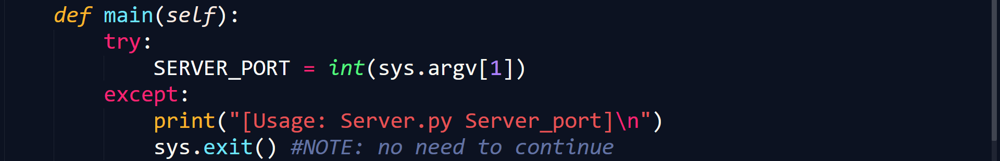 def main(self):
try:
SERVER_PORT = int(sys.argv[1])
except:
print("[Usage: Server.py Server_port]\n")
sys.exit() #NOTE: no need to continue